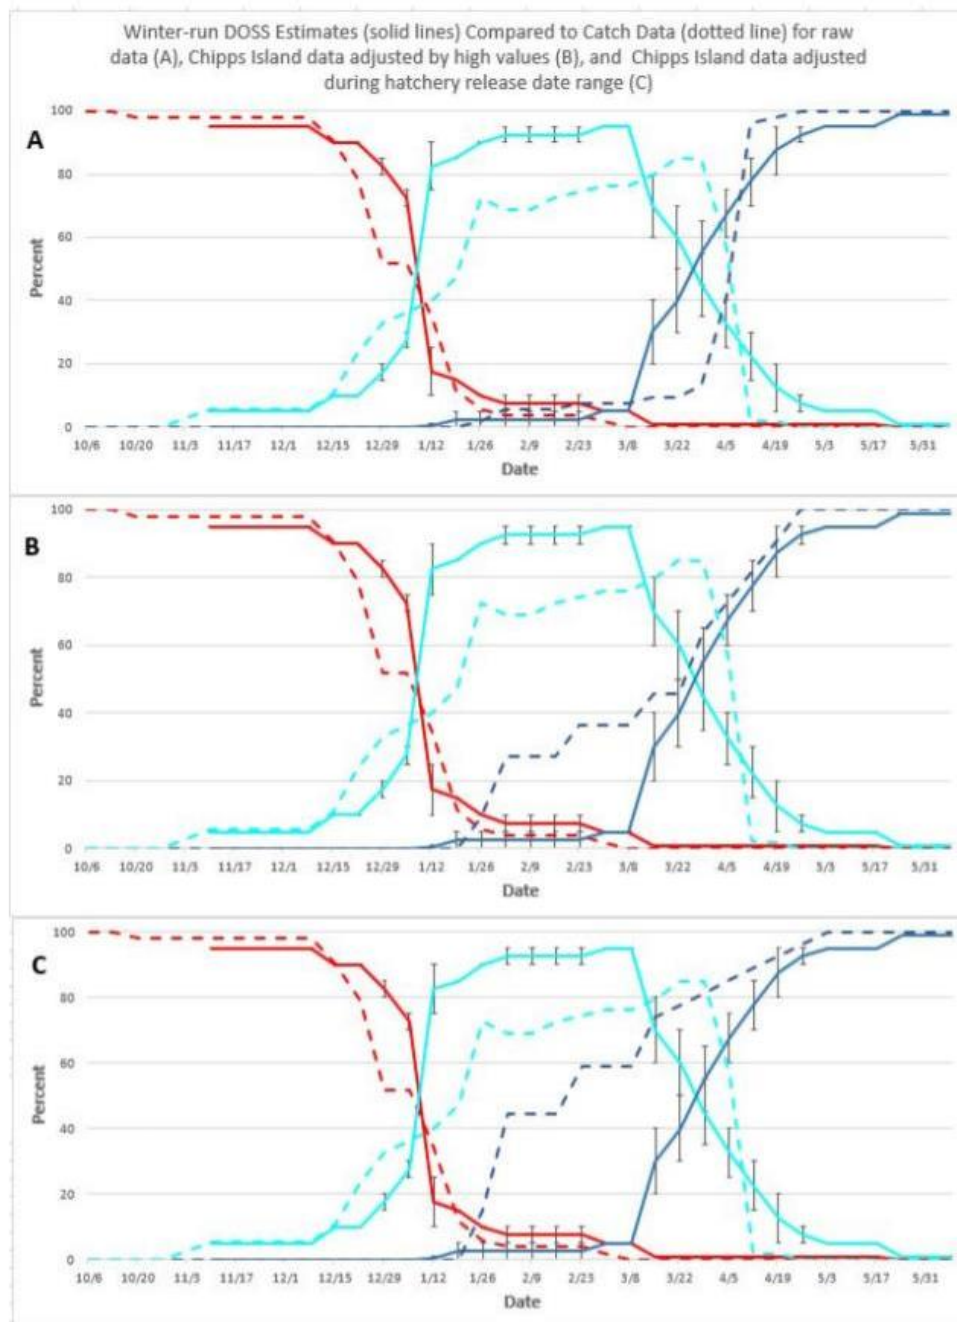 Winter-run DOSS Estimates (solid lines) Compared to Catch Data (dotted line) for raw
data (A), Chipps Island data adjusted by high values (B), and Chipps Island data adjusted
during hatchery release date range (C)
A
100
80
60
40
20
0
Percent
10/6 10/20 11/3 11/17 12/1 12/15 12/29 1/12 1/26 2/9 2/23 3/8 3/22 4/5 4/19 5/3 5/17 5/31
Date
B
100
80
60
40
20
0
Percent
10/6 10/20 11/3 11/17 12/1 12/15 12/29 1/12 1/26 2/9 2/23 3/8 3/22 4/5 4/19 5/3 5/17 5/31
Date
C
100
80
60
40
20
0
Percent
10/6 10/20 11/3 11/17 12/1 12/15 12/29 1/12 1/26 2/9 2/23 3/8 3/22 4/5 4/19 5/3 5/17 5/31
Date